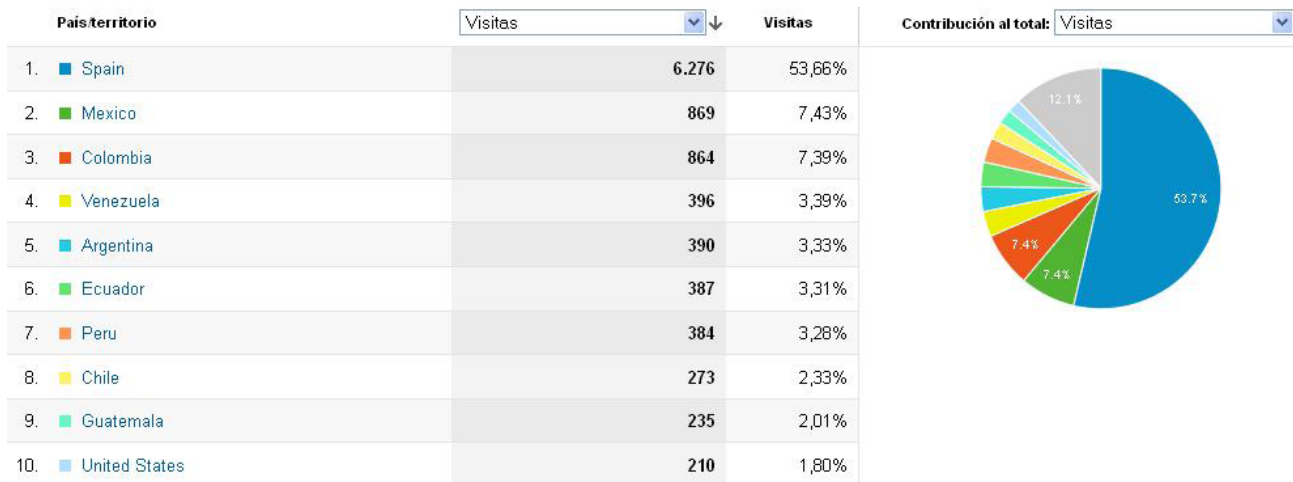 País/territorio Visitas Visitas Contribución al total: Visitas
1. Spain 6.276 53,66%
2. Mexico 869 7,43%
3. Colombia 864 7,39%
4. Venezuela 396 3,39%
5. Argentina 390 3,33%
6. Ecuador 387 3,31%
7. Peru 384 3,28%
8. Chile 273 2,33%
9. Guatemala 235 2,01%
10. United States 210 1,80%
12.1%
53.7%
7.4%
7.4%